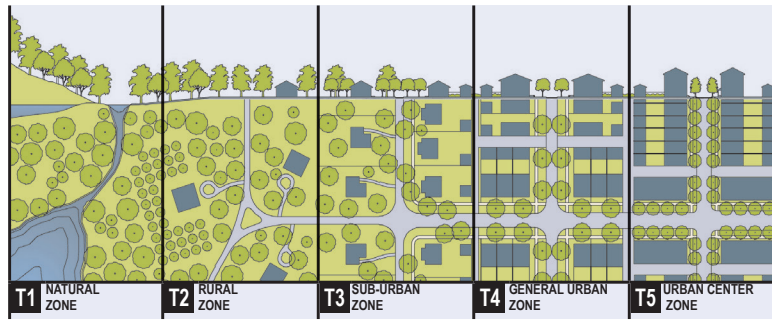 T1 NATURAL
ZONE
T2 RURAL
ZONE
T3 SUB-URBAN
ZONE
T4 GENERAL URBAN
ZONE
T5 URBAN CENTER
ZONE